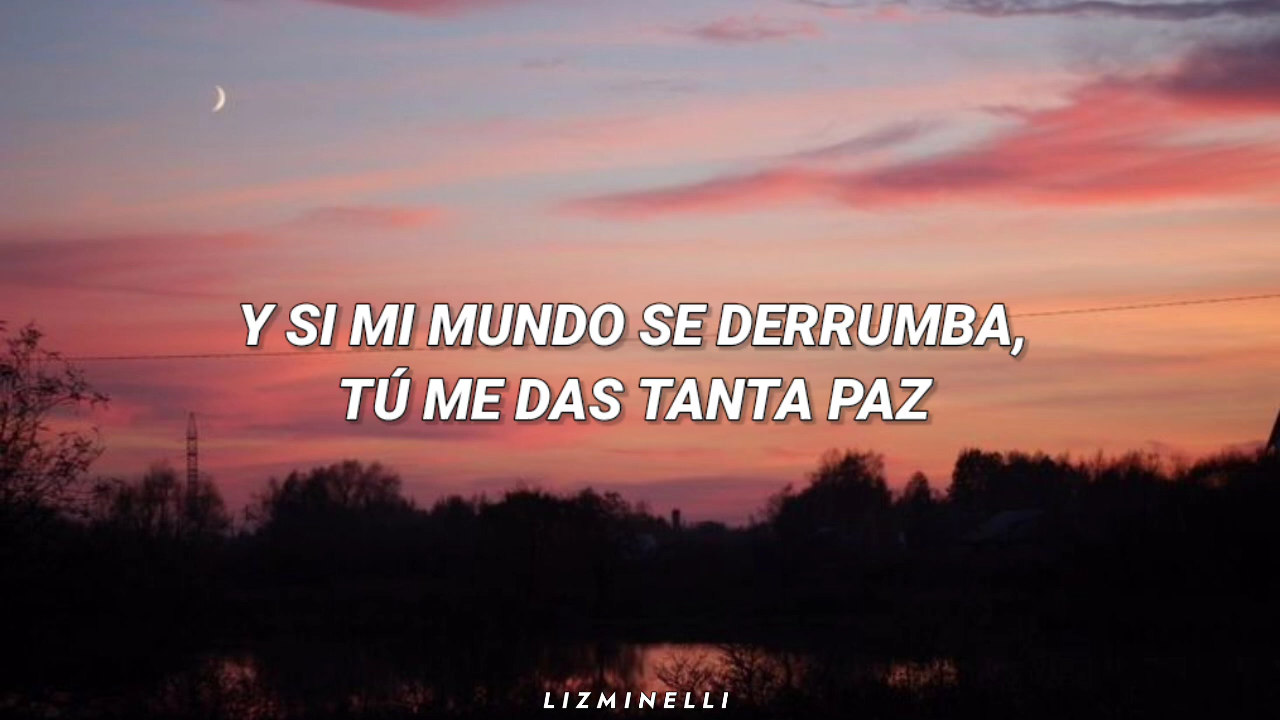 Y SI MI MUNDO SE DERRUMBA,
TÚ ME DAS TANTA PAZ
LIZMINELLI